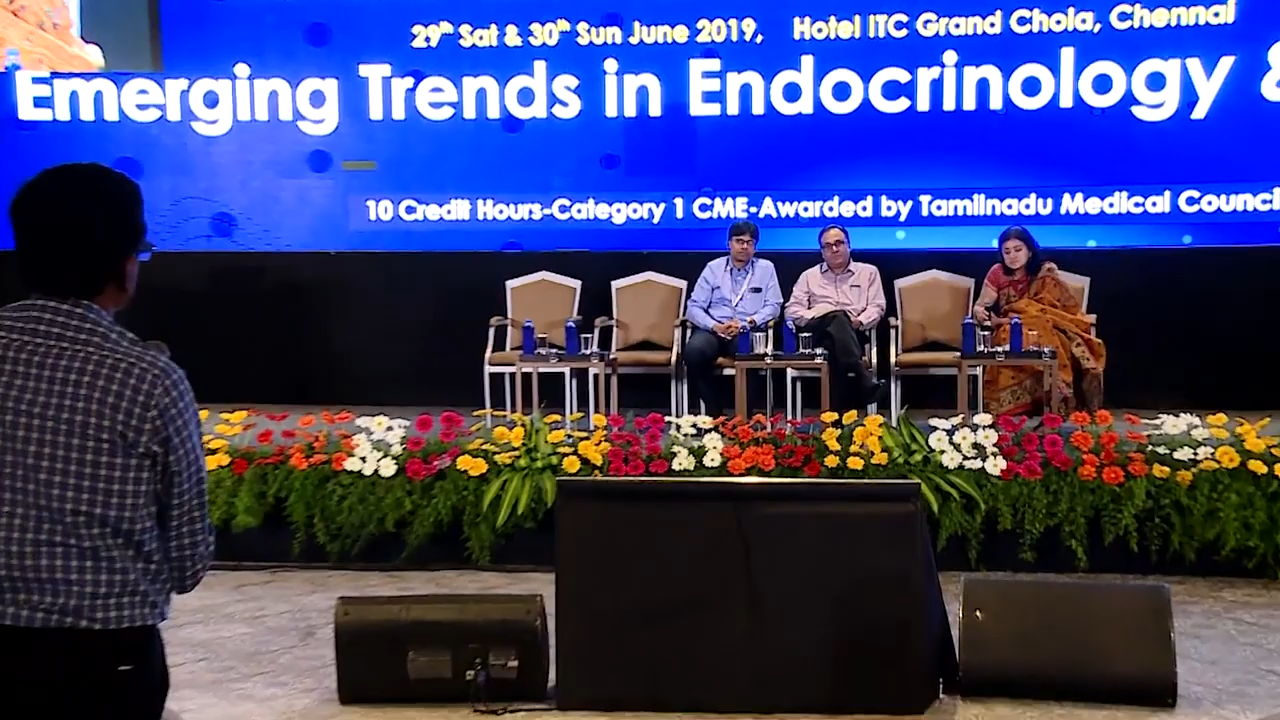 29th Sat & 30th Sun June 2019, Hotel ITC Grand Chola, Chennai
Emerging Trends in Endocrinology &
10 Credit Hours-Category 1 CME-Awarded by Tamilnadu Medical Counci